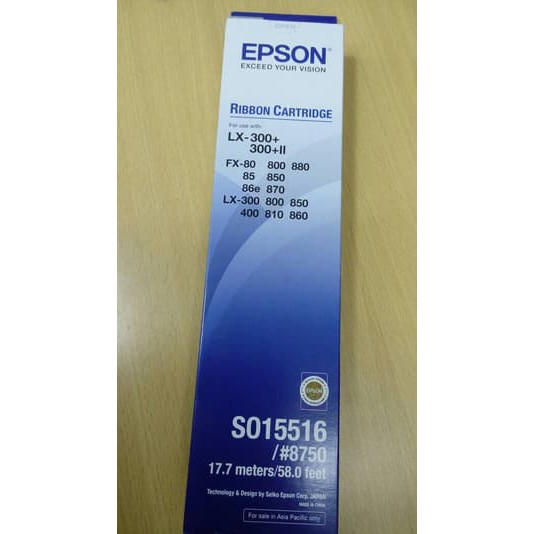 EPSON
EXCEED YOUR VISION
RIBBON CARTRIDGE
For use with:
LX-300+
300+II
FX-80 800 880
85 850
86e 870
LX-300 800 850
400 810 860
EPSON
SO15516
/#8750
17.7 meters/58.0 feet
Technology & Design by Seiko Epson Corp. JAPAN
MADE IN CHINA
For sale in Asia Pacific only